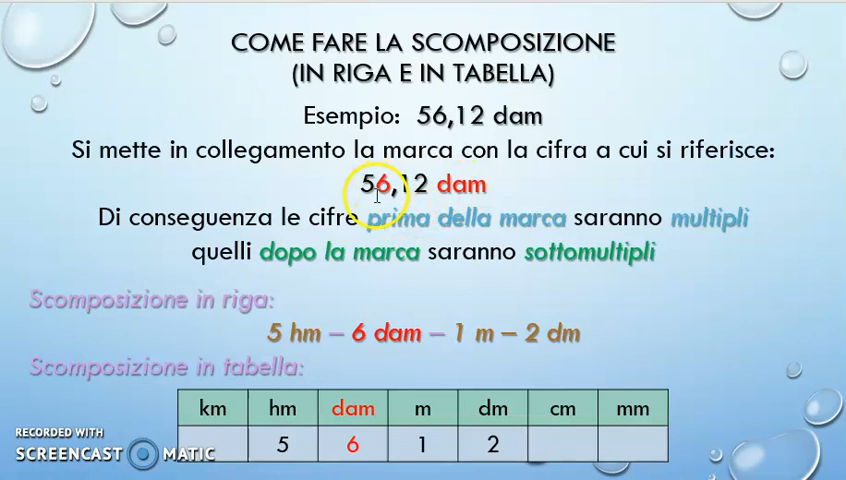 COME FARE LA SCOMPOSIZIONE
(IN RIGA E IN TABELLA)
Esempio: 56,12 dam
Si mette in collegamento la marca con la cifra a cui si riferisce:
56,12 dam
Di conseguenza le cifre prima della marca saranno multipli
quelli dopo la marca saranno sottomultipli
Scomposizione in riga:
5 hm – 6 dam – 1 m – 2 dm
Scomposizione in tabella:
km hm dam m dm cm mm
5 6 1 2
RECORDED WITH
SCREENCAST MATIC